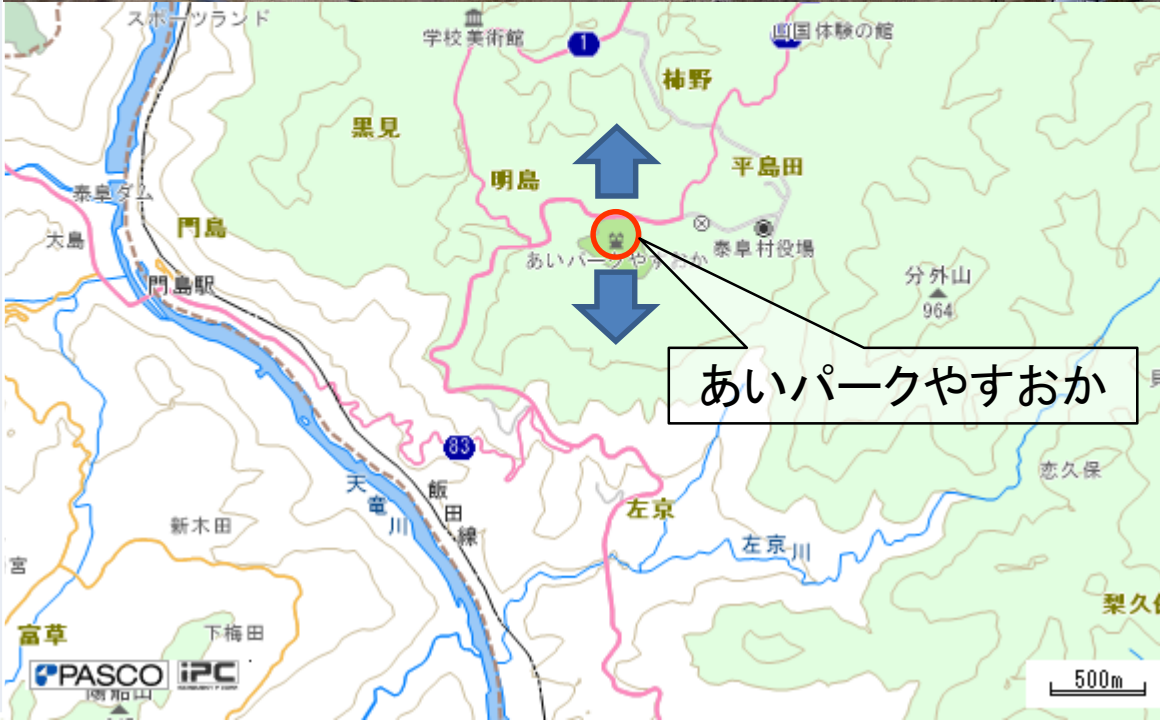 スポーツランド
学校美術館
1
四国体験の館
柿野
黒見
明島
平島田
泰阜ダム
門島
大島
あいパークやすおか
泰阜村役場
門島駅
分外山
964
あいパークやすおか
83
恋久保
天竜川
飯田線
左京
新木田
左京川
宮
梨久保
富草
下梅田
PASCO
iPC
500m